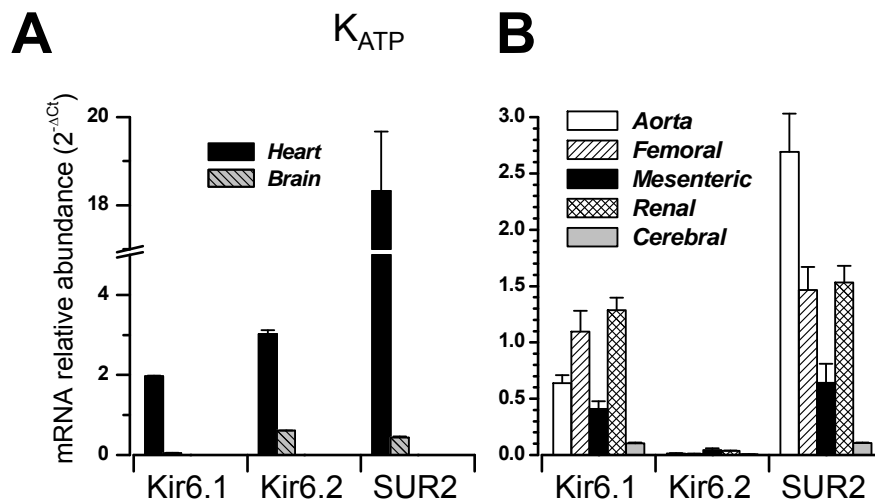 A
K_ATP
B
mRNA relative abundance (2^-ΔCt)
20
18
4
2
0
Heart
Brain
Kir6.1 Kir6.2 SUR2
3.0
2.5
2.0
1.5
1.0
0.5
0.0
Aorta
Femoral
Mesenteric
Renal
Cerebral
Kir6.1 Kir6.2 SUR2